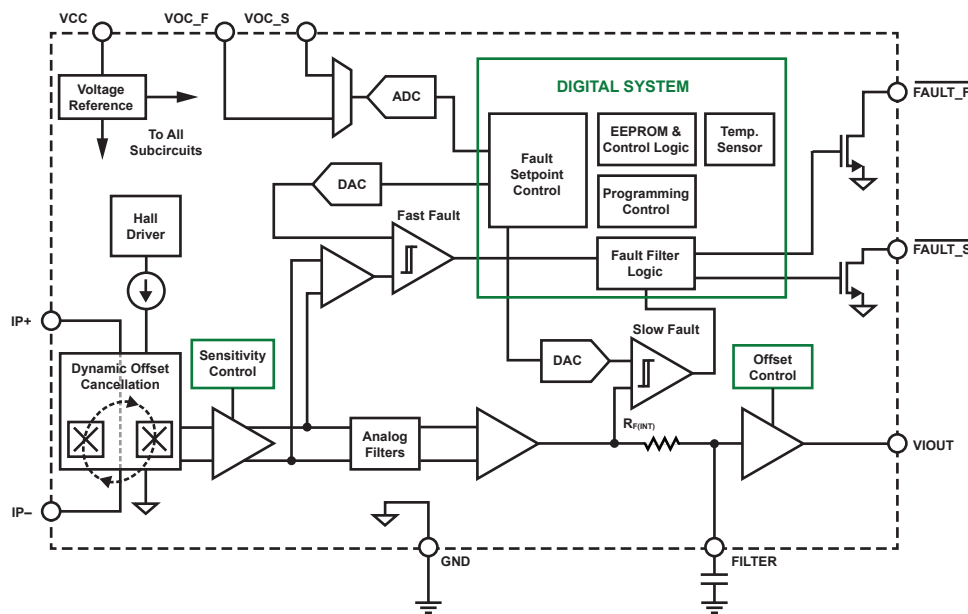 VCC
VOC_F
VOC_S
Voltage
Reference
To All
Subcircuits
ADC
DIGITAL SYSTEM
Fault
Setpoint
Control
EEPROM &
Control Logic
Temp.
Sensor
Programming
Control
Fault Filter
Logic
FAULT_F
FAULT_S
DAC
Fast Fault
Hall
Driver
IP+
Dynamic Offset
Cancellation
Sensitivity
Control
DAC
Slow Fault
Offset
Control
Analog
Filters
RF(INT)
VIOUT
IP–
GND
FILTER